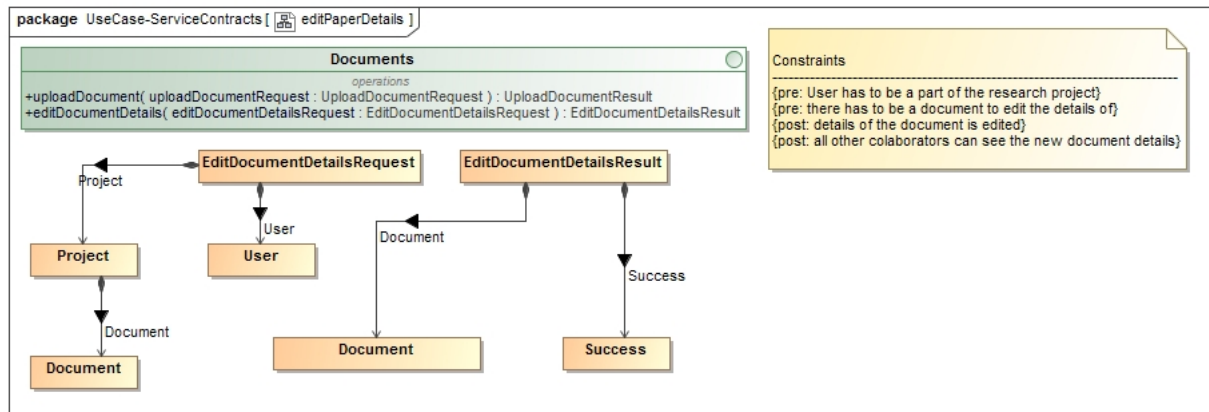 package UseCase-ServiceContracts [ editPaperDetails ]
Documents
operations
+uploadDocument( uploadDocumentRequest : UploadDocumentRequest ) : UploadDocumentResult
+editDocumentDetails( editDocumentDetailsRequest : EditDocumentDetailsRequest ) : EditDocumentDetailsResult
Constraints
{pre: User has to be a part of the research project}
{pre: there has to be a document to edit the details of}
{post: details of the document is edited}
{post: all other colaborators can see the new document details}
EditDocumentDetailsRequest
EditDocumentDetailsResult
Project
User
Document
Project
User
Success
Document
Document
Success
Document